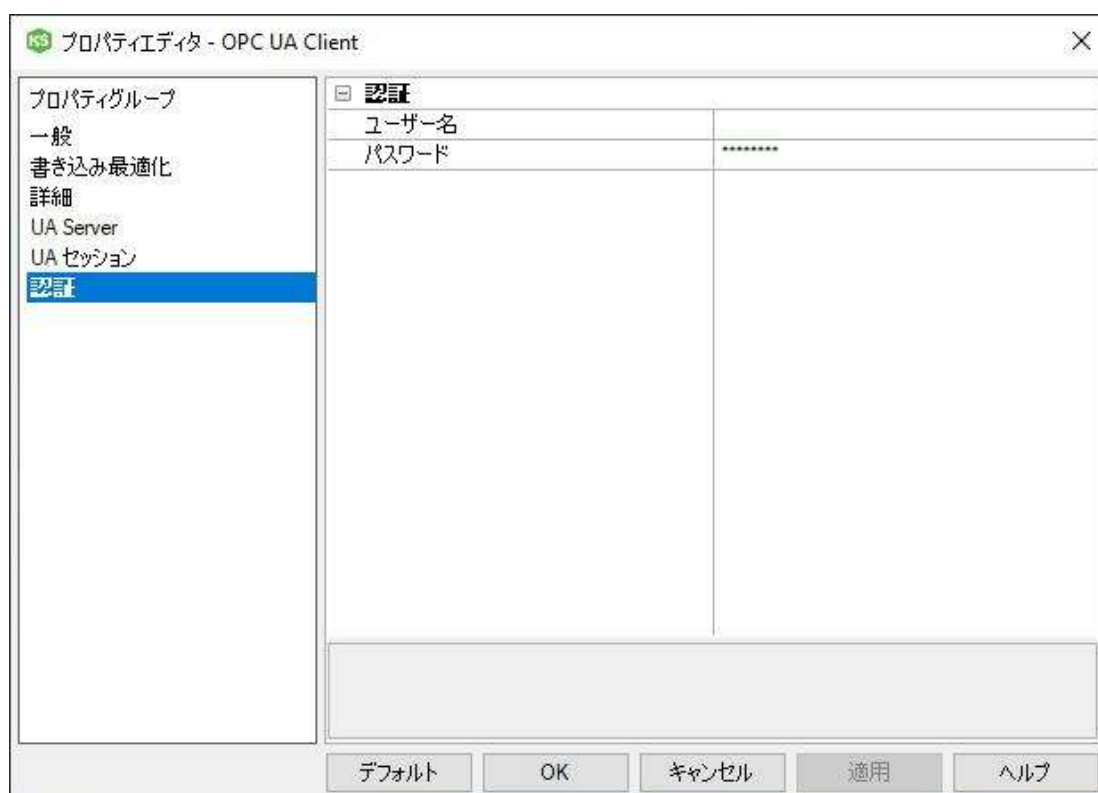 KS プロパティエディタ - OPC UA Client
プロパティグループ
一般
書き込み最適化
詳細
UA Server
UA セッション
認証
認証
ユーザー名
パスワード ********
デフォルト OK キャンセル 適用 ヘルプ